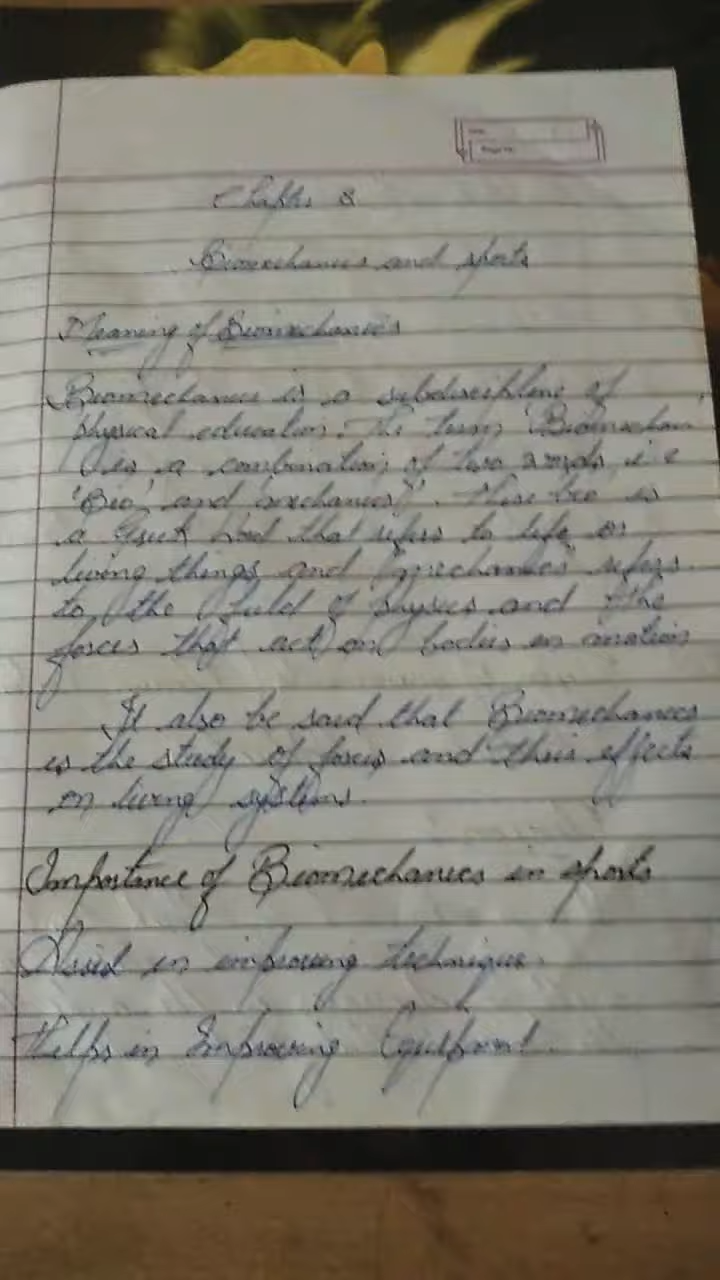 Chapter 8
Biomechanics and sports
Meaning of Biomechanics
Biomechanics is a subdiscipline of
physical education. The term 'Biomechan
is a combination of two words i.e
'Bio' and 'mechanics'. Here bio is
a Greek word that refers to life or
living things and 'mechanics' refers
to the field of physics and the
forces that act on bodies in motion
It also be said that Biomechanics
is the study of forces and their effects
on living systems.
Importance of Biomechanics in sports
in improving technique.
Helps in Improving Equipment.